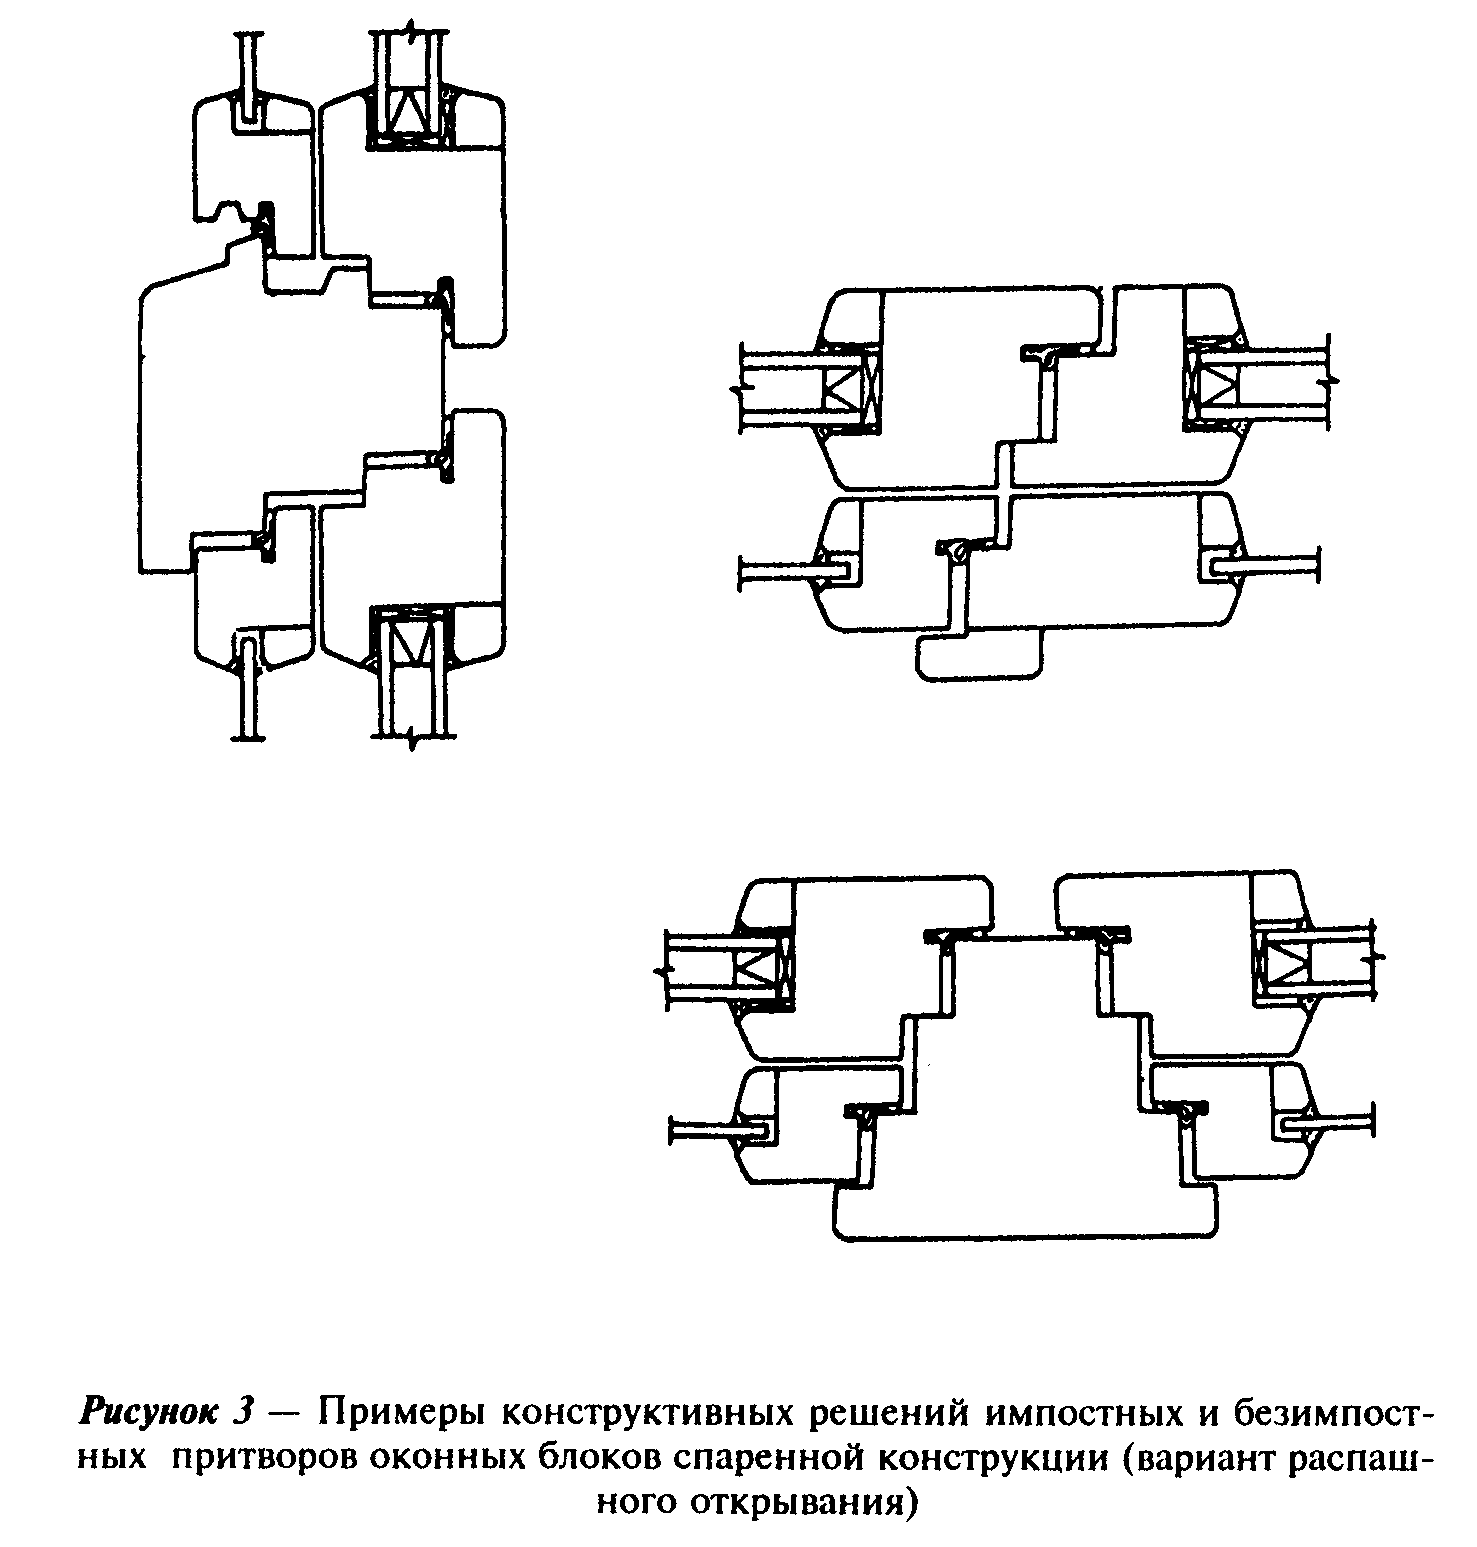 Рисунок 3 — Примеры конструктивных решений импостных и безимпост-
ных притворов оконных блоков спаренной конструкции (вариант распаш-
ного открывания)